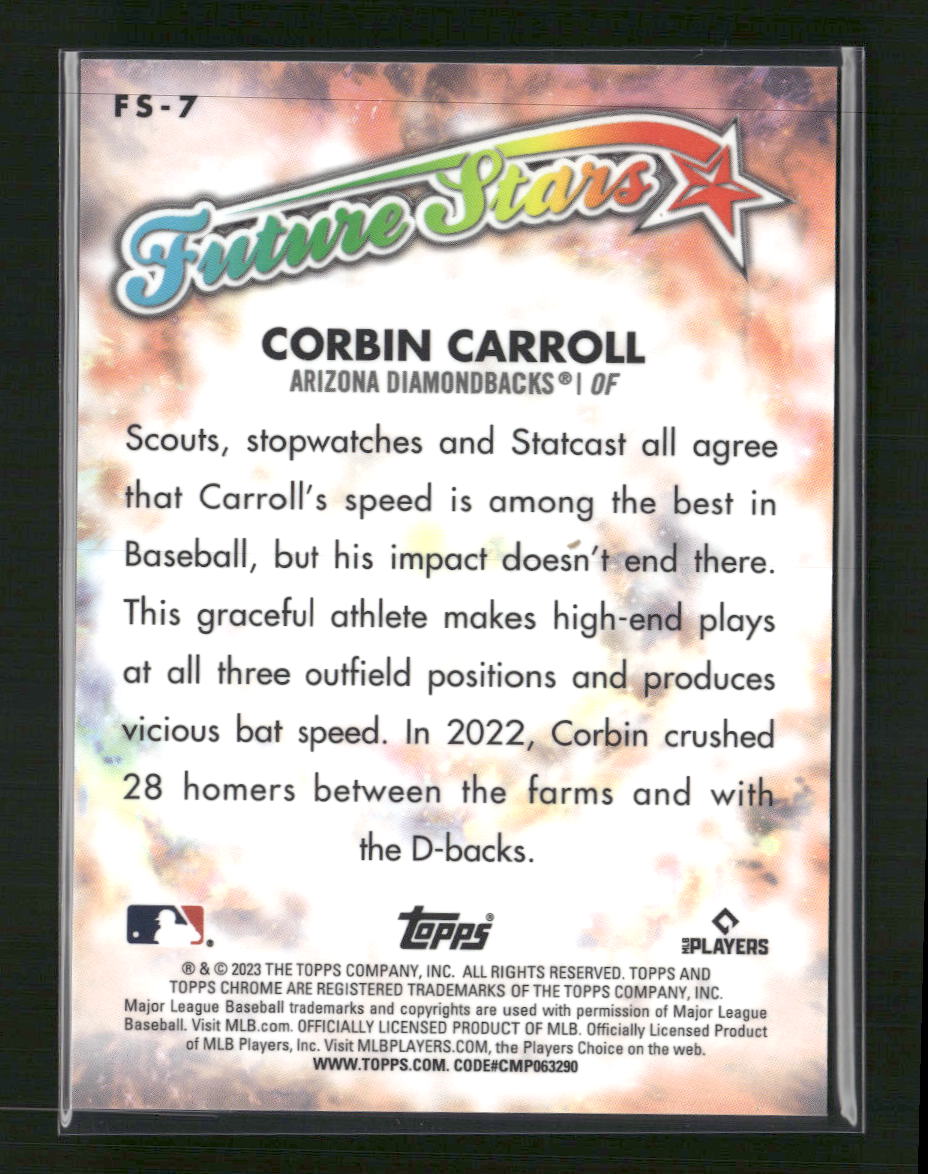 FS-7
Future Stars
CORBIN CARROLL
ARIZONA DIAMONDBACKS® | OF
Scouts, stopwatches and Statcast all agree
that Carroll's speed is among the best in
Baseball, but his impact doesn't end there.
This graceful athlete makes high-end plays
at all three outfield positions and produces
vicious bat speed. In 2022, Corbin crushed
28 homers between the farms and with
the D-backs.
®
topps®
MLB PLAYERS
® & © 2023 THE TOPPS COMPANY, INC. ALL RIGHTS RESERVED. TOPPS AND
TOPPS CHROME ARE REGISTERED TRADEMARKS OF THE TOPPS COMPANY, INC.
Major League Baseball trademarks and copyrights are used with permission of Major League
Baseball. Visit MLB.com. OFFICIALLY LICENSED PRODUCT OF MLB. Officially Licensed Product
of MLB Players, Inc. Visit MLBPLAYERS.COM, the Players Choice on the web.
WWW.TOPPS.COM. CODE#CMP063290